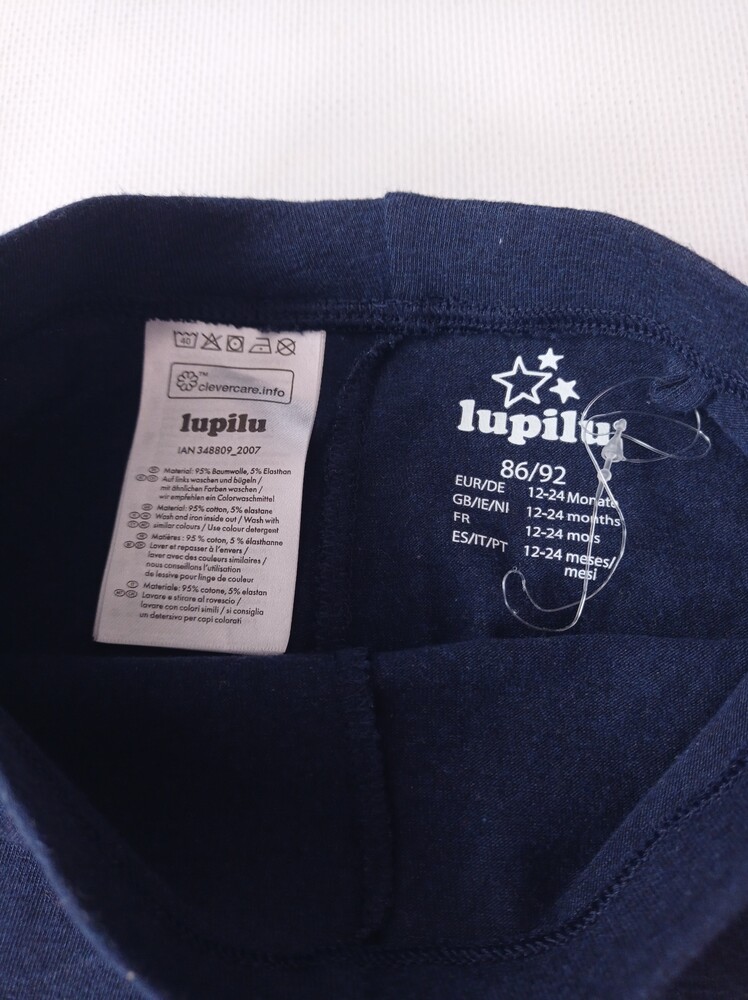 40
™
clevercare.info
lupilu
IAN 348809_2007
Material: 95% Baumwolle, 5% Elasthan
Auf links waschen und bügeln /
mit ähnlichen Farben waschen /
wir empfehlen ein Colorwaschmittel
Material: 95% cotton, 5% elastane
Wash and iron inside out / Wash with
similar colours / Use colour detergent
Matières : 95 % coton, 5 % élasthanne
Laver et repasser à l'envers /
laver avec des couleurs similaires /
nous conseillons l'utilisation
de lessive pour linge de couleur
Materiale: 95% cotone, 5% elastan
Lavare e stirare al rovescio /
lavare con colori simili / si consiglia
un detersivo per capi colorati
lupilu
86/92
EUR/DE 12-24 Monate
GB/IE/NI 12-24 months
FR 12-24 mois
ES/IT/PT 12-24 meses/
mesi